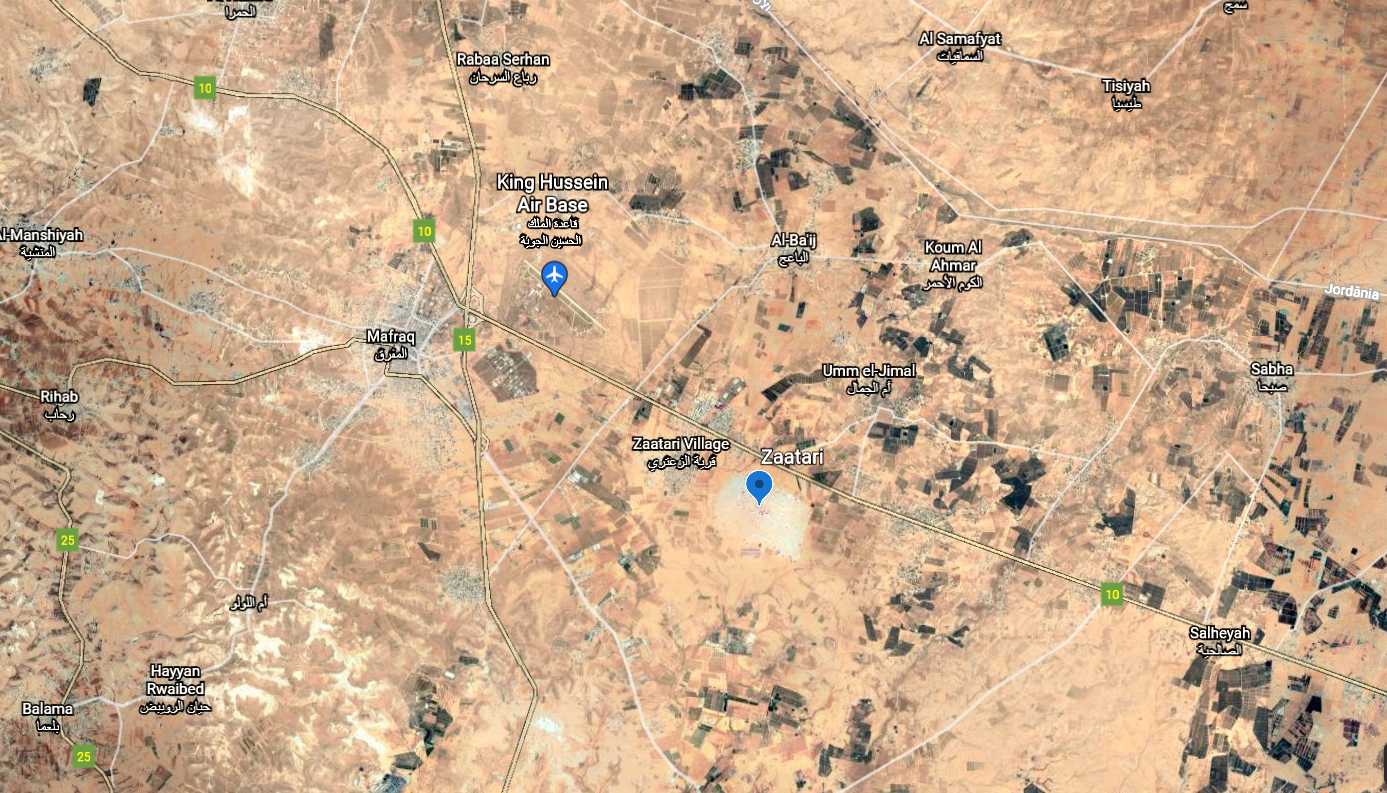 الحمرا
سمج
Al Samafyat
السماقيات
Rabaa Serhan
رباع السرحان
10
Tisiyah
طيسيا
King Hussein
Air Base
قاعدة الملك
الحسين الجوية
10
Al-Manshiyah
المنشية
Al-Ba'ij
الباعج
Koum Al
Ahmar
الكوم الأحمر
Jordânia
Mafraq
المفرق
15
Umm el-Jimal
أم الجمال
Sabha
صبحا
Rihab
رحاب
Zaatari Village
قرية الزعتري
Zaatari
25
10
أم اللولو
Salheyah
الصالحية
Hayyan
Rwaibed
حيان الرويبض
Balama
بلعما
25